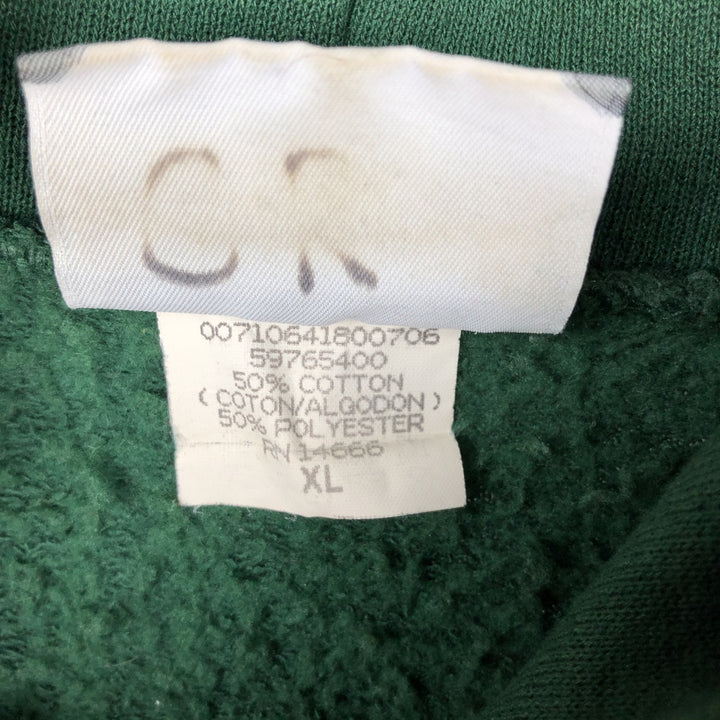 CR
00710641800706
59765400
50% COTTON
(COTON/ALGODON)
50% POLYESTER
RN 14666
XL